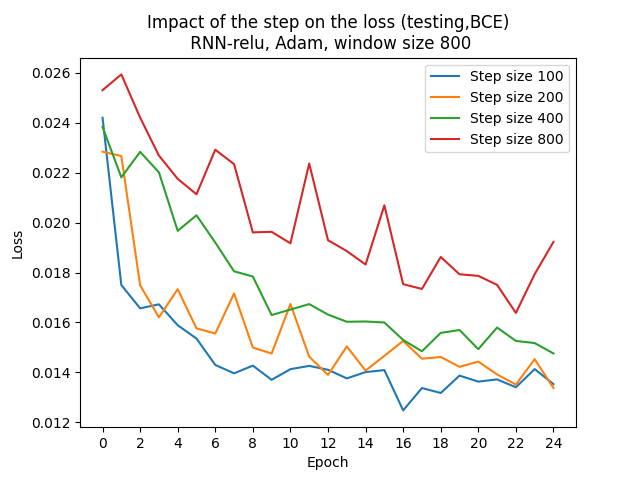 Impact of the step on the loss (testing,BCE)
RNN-relu, Adam, window size 800
Step size 100
Step size 200
Step size 400
Step size 800
0.026
0.024
0.022
0.020
0.018
0.016
0.014
0.012
Loss
0 2 4 6 8 10 12 14 16 18 20 22 24
Epoch